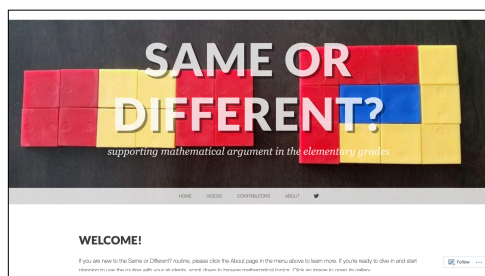 SAME OR
DIFFERENT?
supporting mathematical argument in the elementary grades
HOME VIDEOS CONTRIBUTORS ABOUT
WELCOME!
If you are new to the Same or Different? routine, please click the About page in the menu above to learn more. If you're ready to dive in and start
planning to use the routine with your students, scroll down to browse mathematical topics. Click an image to open its gallery.
Follow